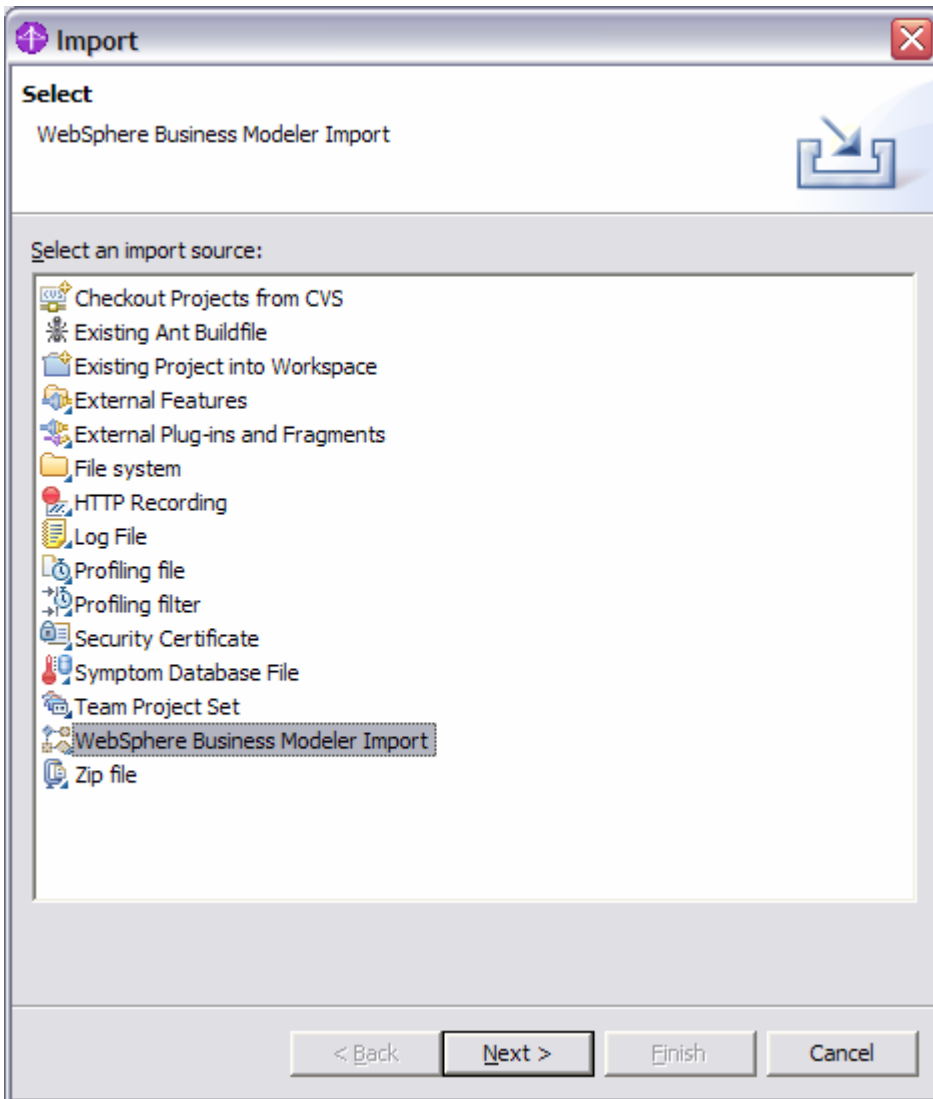 Import
Select
WebSphere Business Modeler Import
Select an import source:
Checkout Projects from CVS
Existing Ant Buildfile
Existing Project into Workspace
External Features
External Plug-ins and Fragments
File system
HTTP Recording
Log File
Profiling file
Profiling filter
Security Certificate
Symptom Database File
Team Project Set
WebSphere Business Modeler Import
Zip file
< Back Next > Finish Cancel